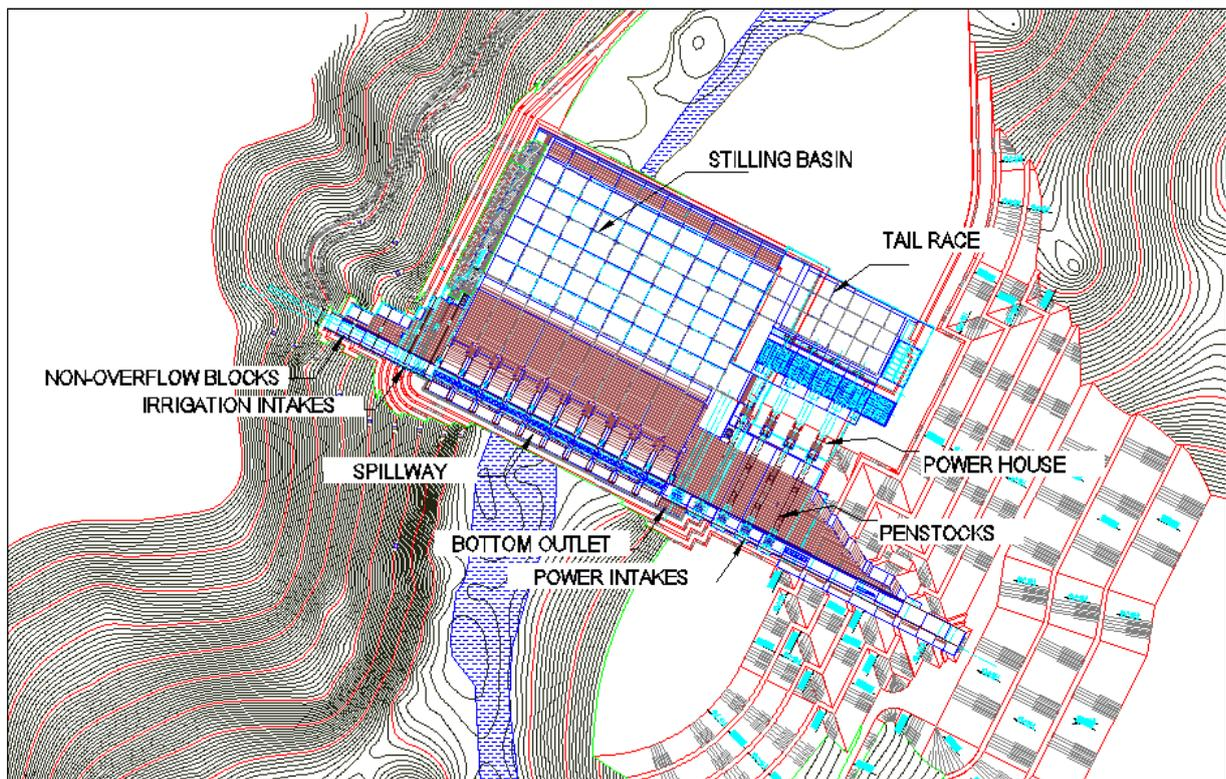 STILLING BASIN
TAIL RACE
NON-OVERFLOW BLOCKS
IRRIGATION INTAKES
SPILLWAY
POWER HOUSE
BOTTOM OUTLET
PENSTOCKS
POWER INTAKES